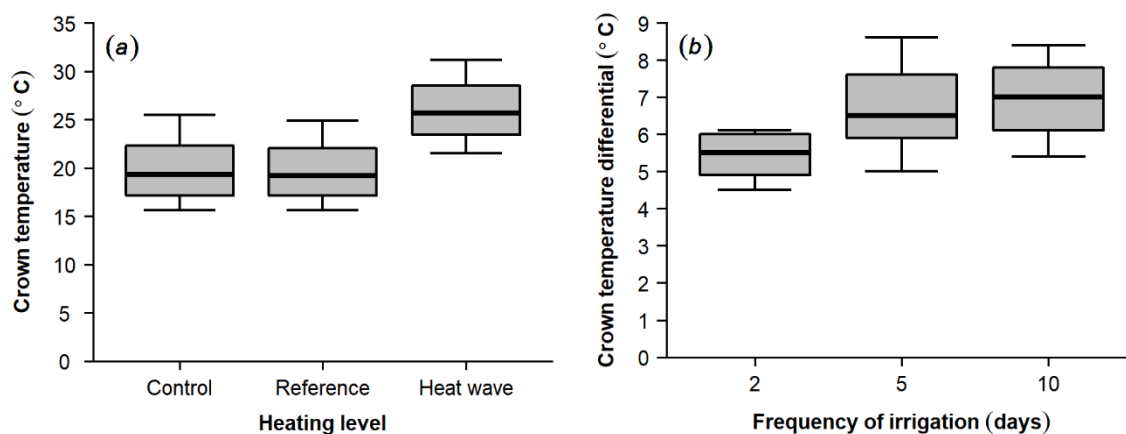 (a)
Crown temperature (° C)
35
30
25
20
15
10
5
0
Control Reference Heat wave
Heating level
(b)
Crown temperature differential (° C)
9
8
7
6
5
4
3
2
1
0
2 5 10
Frequency of irrigation (days)